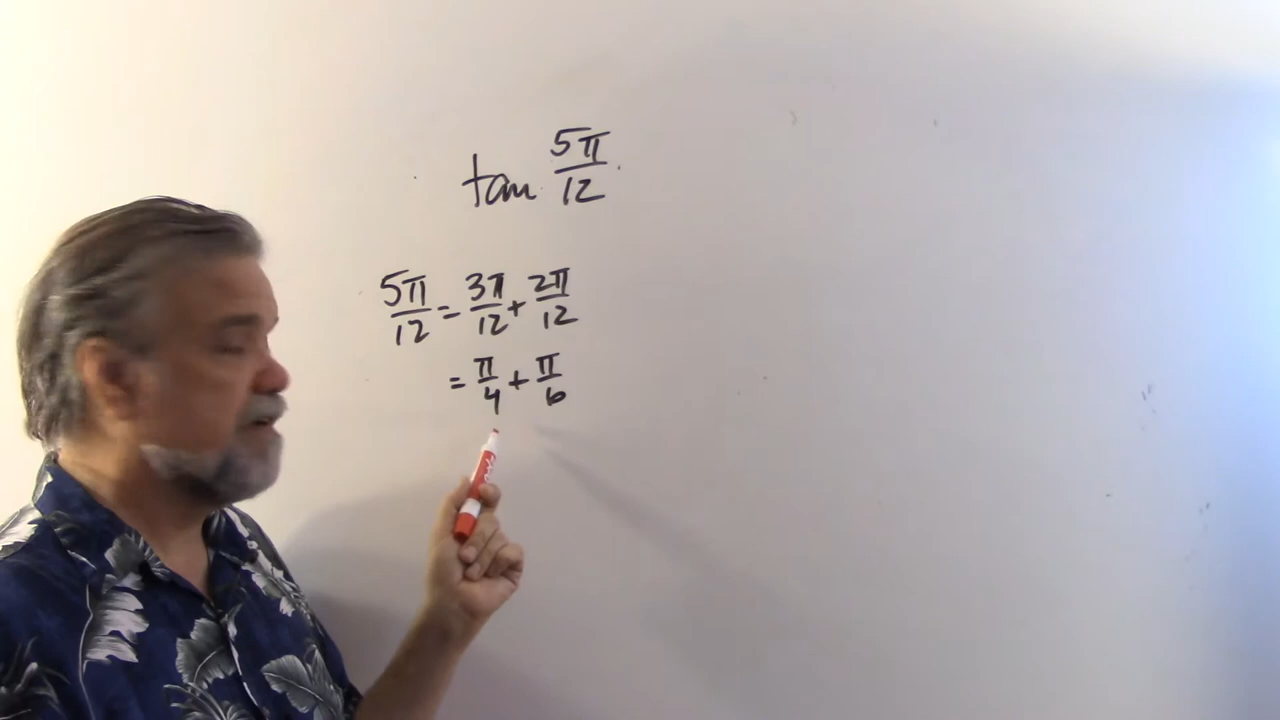 tan 5π/12
5π/12 = 3π/12 + 2π/12
= π/4 + π/6